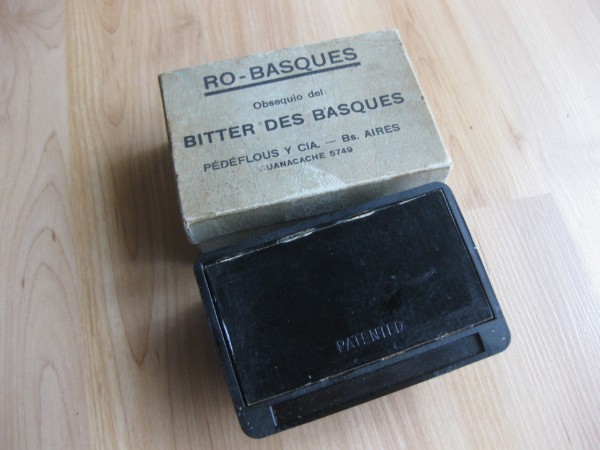 RO-BASQUES
Obsequio del
BITTER DES BASQUES
PÉDÉFLOUS Y CIA. — Bs. AIRES
UANACACHE 5749
PATENTED